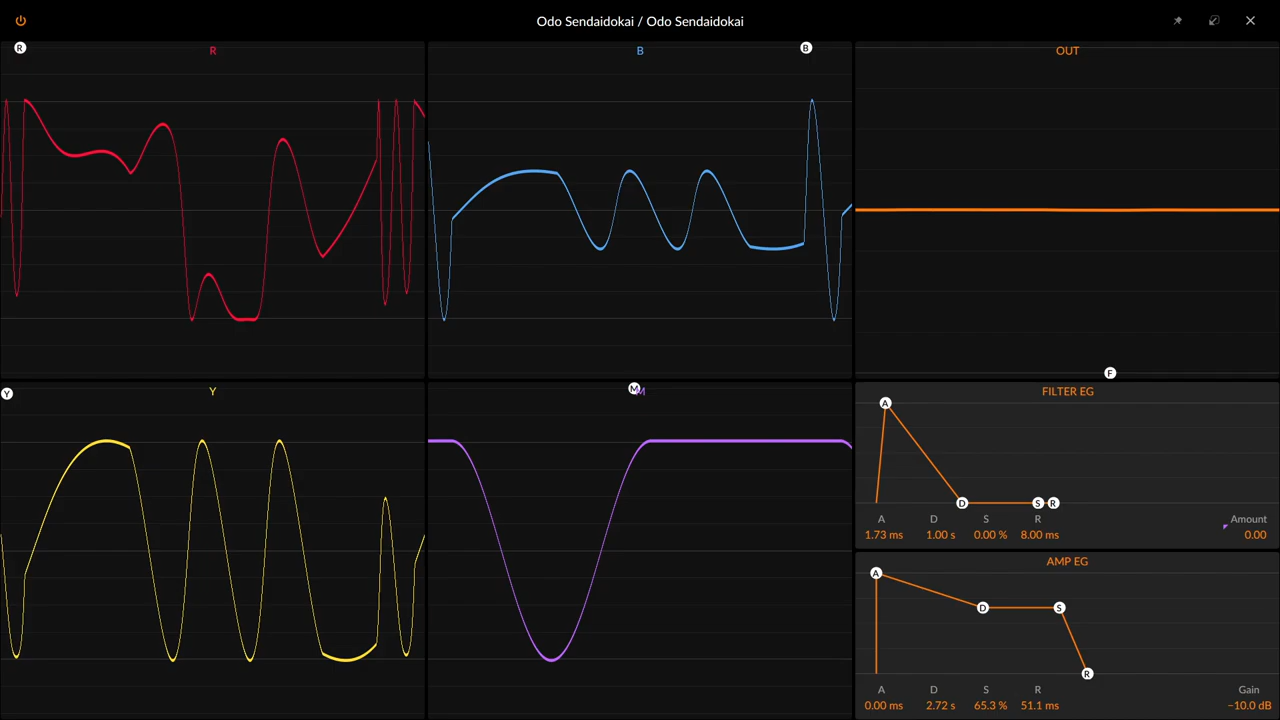 Odo Sendaidokai / Odo Sendaidokai
R R
B B
OUT
F
Y Y
M M
FILTER EG
A
D S R
A D S R Amount
1.73 ms 1.00 s 0.00 % 8.00 ms 0.00
AMP EG
A
D S
R
A D S R Gain
0.00 ms 2.72 s 65.3 % 51.1 ms −10.0 dB